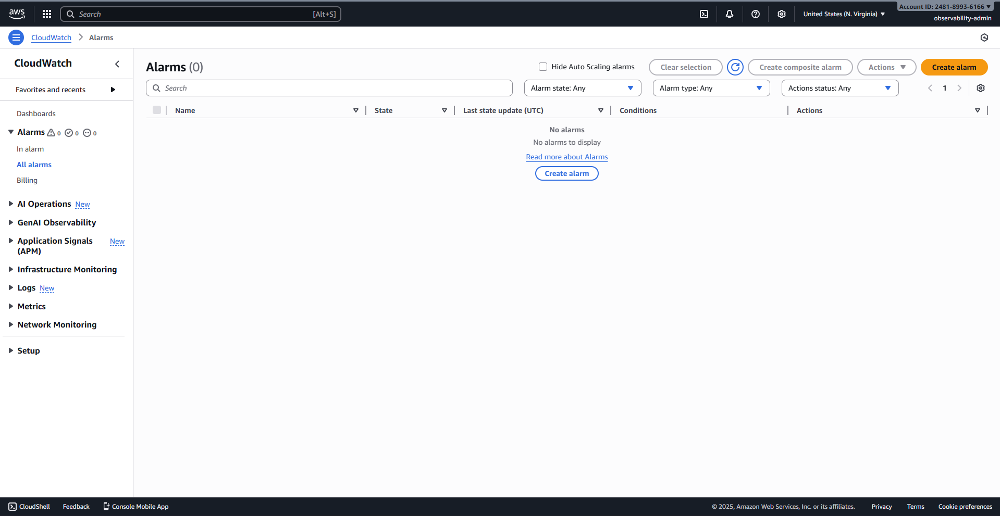 aws
Search
[Alt+S]
United States (N. Virginia)
Account ID: 2481-8993-6166
observability-admin
CloudWatch
Alarms
CloudWatch
Favorites and recents
Dashboards
Alarms 0 0 0
In alarm
All alarms
Billing
AI Operations New
GenAI Observability
Application Signals New
(APM)
Infrastructure Monitoring
Logs New
Metrics
Network Monitoring
Setup
Alarms (0)
Hide Auto Scaling alarms
Clear selection
Create composite alarm
Actions
Create alarm
Search
Alarm state: Any
Alarm type: Any
Actions status: Any
1
Name
State
Last state update (UTC)
Conditions
Actions
No alarms
No alarms to display
Read more about Alarms
Create alarm
CloudShell
Feedback
Console Mobile App
© 2025, Amazon Web Services, Inc. or its affiliates.
Privacy
Terms
Cookie preferences